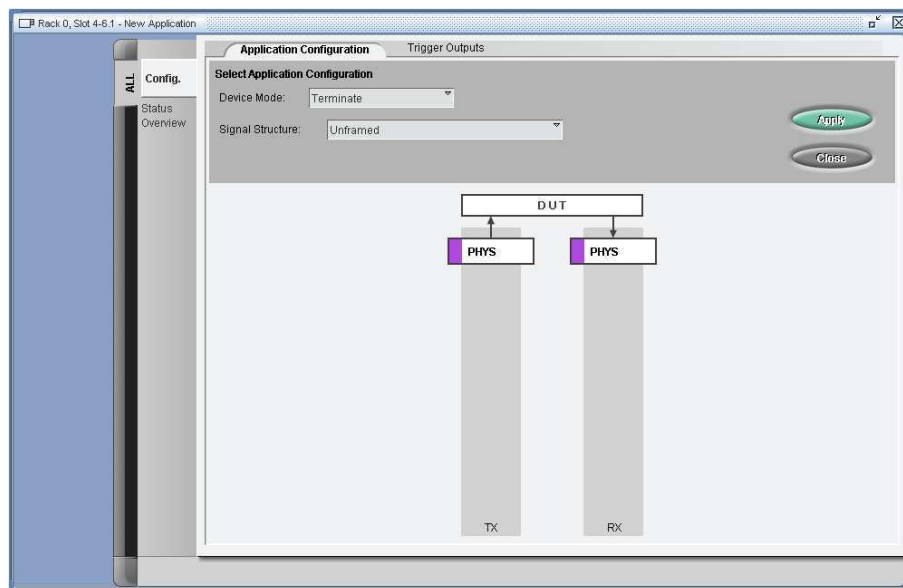 Rack 0, Slot 4-6.1 - New Application
ALL
Config.
Status
Overview
Application Configuration
Trigger Outputs
Select Application Configuration
Device Mode: Terminate
Signal Structure: Unframed
Apply
Close
DUT
PHYS PHYS
TX RX